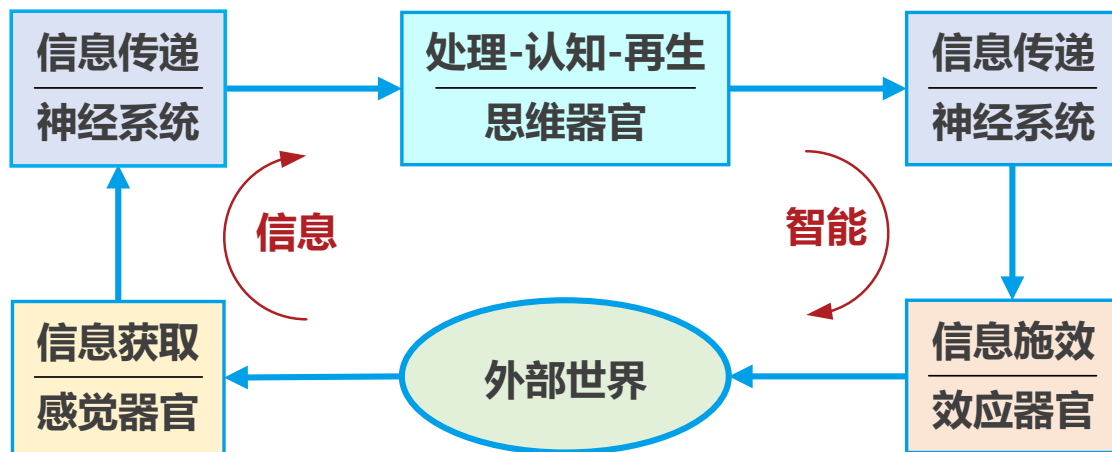 信息传递
神经系统
处理-认知-再生
思维器官
信息传递
神经系统
信息
智能
信息获取
感觉器官
外部世界
信息施效
效应器官